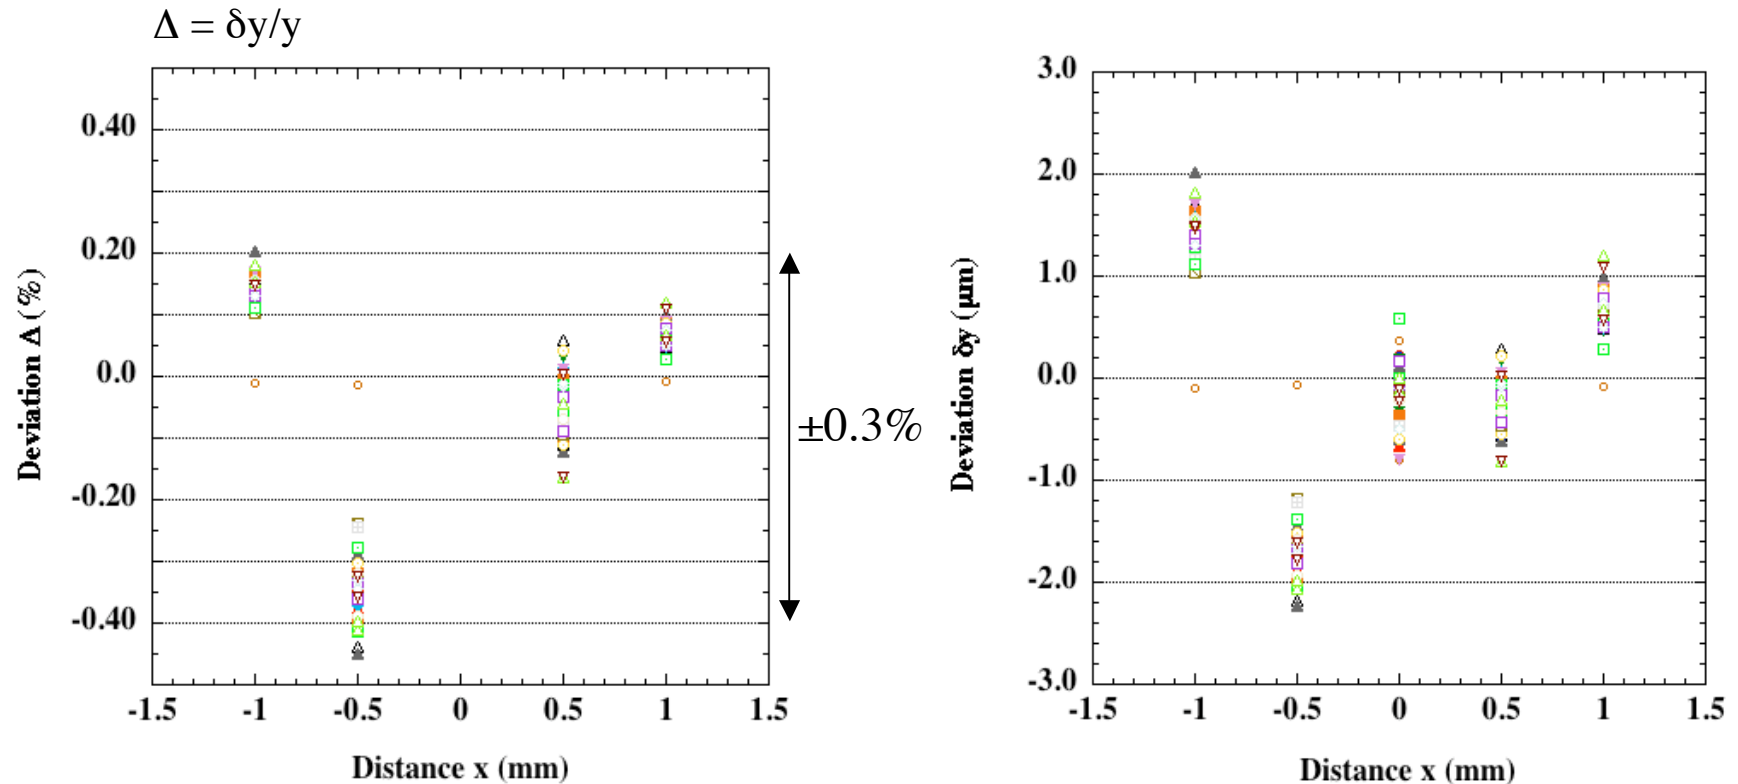 Δ = δy/y
Deviation Δ (%)
0.40
0.20
0.0
-0.20
-0.40
-1.5 -1 -0.5 0 0.5 1 1.5
Distance x (mm)
±0.3%
Deviation δy (μm)
3.0
2.0
1.0
0.0
-1.0
-2.0
-3.0
-1.5 -1 -0.5 0 0.5 1 1.5
Distance x (mm)